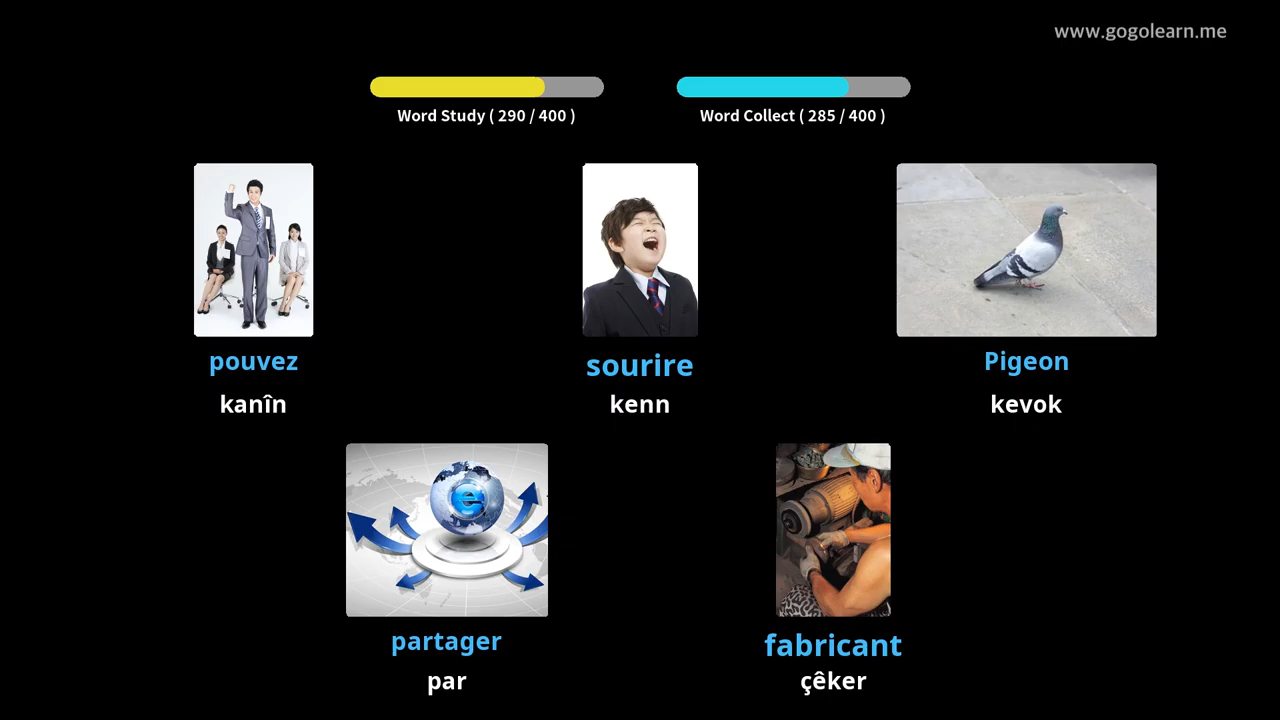 www.gogolearn.me
Word Study ( 290 / 400 )
Word Collect ( 285 / 400 )
pouvez
kanîn
sourire
kenn
Pigeon
kevok
e
partager
par
fabricant
çêker